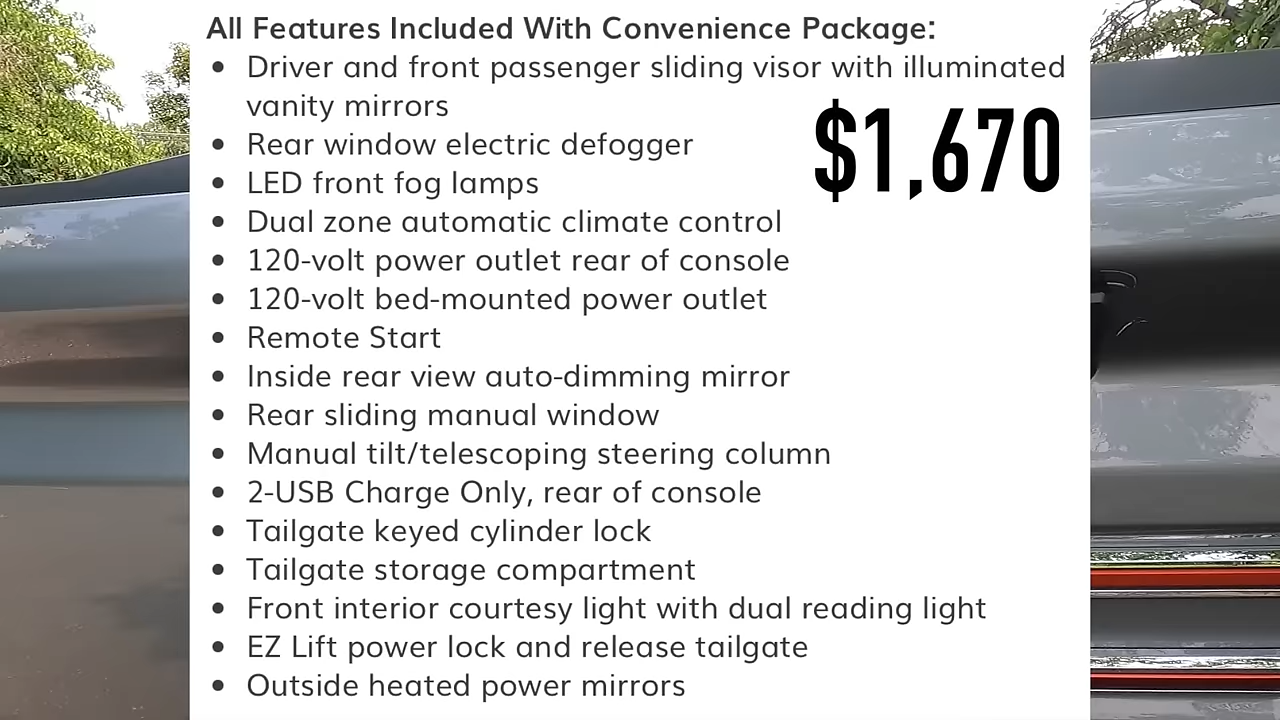 All Features Included With Convenience Package:
• Driver and front passenger sliding visor with illuminated
vanity mirrors
$1,670
• Rear window electric defogger
• LED front fog lamps
• Dual zone automatic climate control
• 120-volt power outlet rear of console
• 120-volt bed-mounted power outlet
• Remote Start
• Inside rear view auto-dimming mirror
• Rear sliding manual window
• Manual tilt/telescoping steering column
• 2-USB Charge Only, rear of console
• Tailgate keyed cylinder lock
• Tailgate storage compartment
• Front interior courtesy light with dual reading light
• EZ Lift power lock and release tailgate
• Outside heated power mirrors